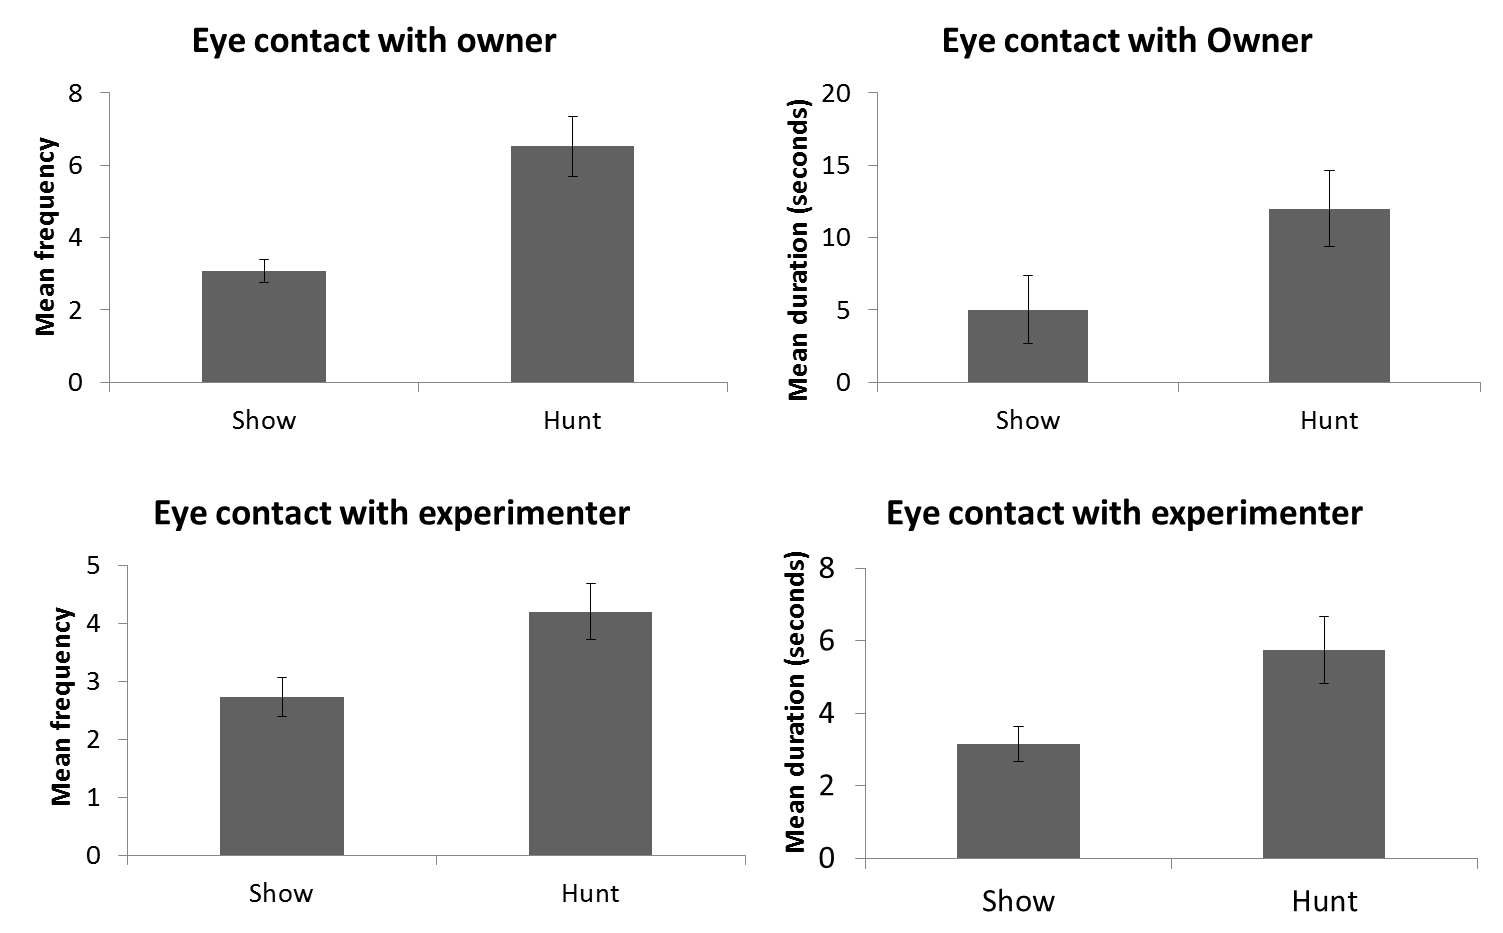 Eye contact with owner
Mean frequency
8
6
4
2
0
Show Hunt
Eye contact with Owner
Mean duration (seconds)
20
15
10
5
0
Show Hunt
Eye contact with experimenter
Mean frequency
5
4
3
2
1
0
Show Hunt
Eye contact with experimenter
Mean duration (seconds)
8
6
4
2
0
Show Hunt